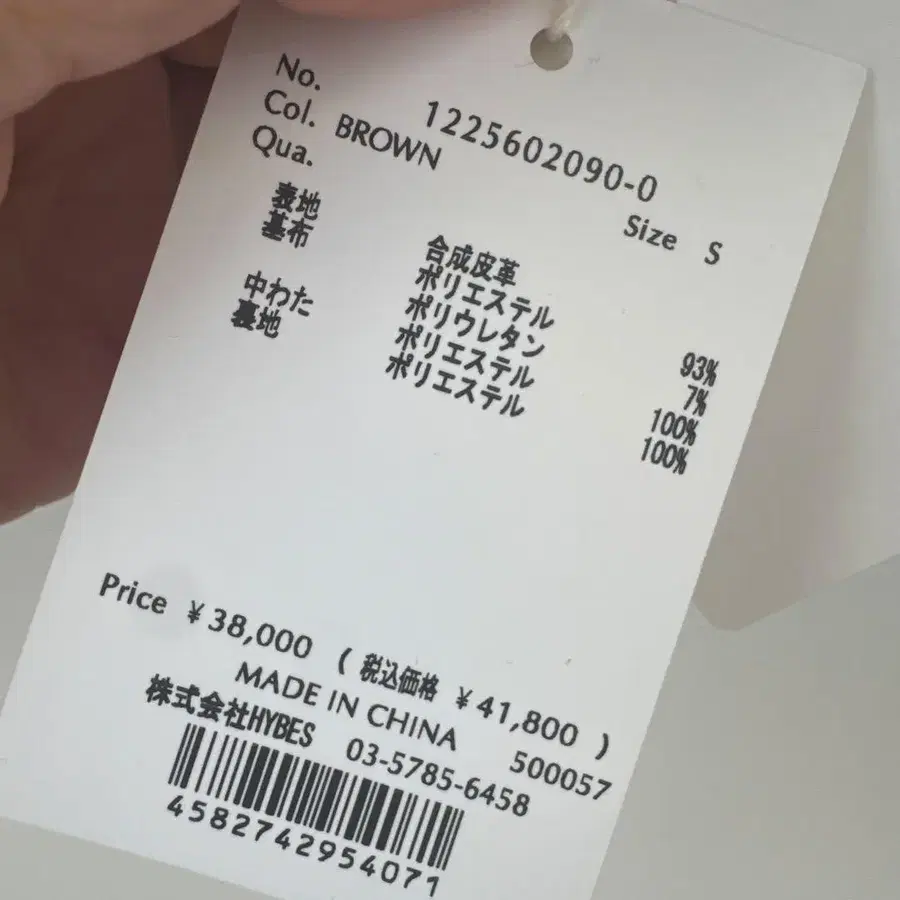 No. 1225602090-0
Col. BROWN Size S
Qua.
表地 合成皮革
基布 ポリエステル 93%
ポリウレタン 7%
中わた ポリエステル 100%
裏地 ポリエステル 100%
Price ¥38,000 ( 税込価格 ¥41,800 )
MADE IN CHINA 500057
株式会社HYBES 03-5785-6458
4582742954071